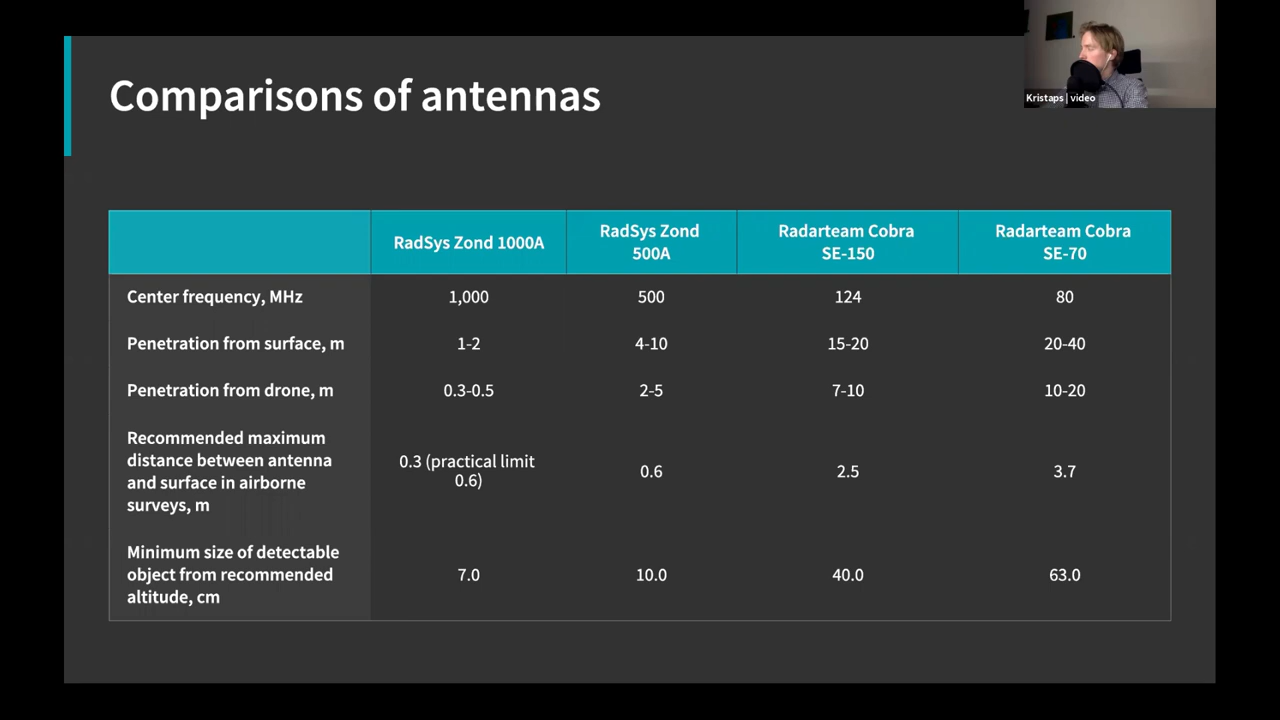 Comparisons of antennas
Kristaps | video
RadSys Zond 1000A
RadSys Zond
500A
Radarteam Cobra
SE-150
Radarteam Cobra
SE-70
Center frequency, MHz
1,000
500
124
80
Penetration from surface, m
1-2
4-10
15-20
20-40
Penetration from drone, m
0.3-0.5
2-5
7-10
10-20
Recommended maximum
distance between antenna
and surface in airborne
surveys, m
0.3 (practical limit
0.6)
0.6
2.5
3.7
Minimum size of detectable
object from recommended
altitude, cm
7.0
10.0
40.0
63.0